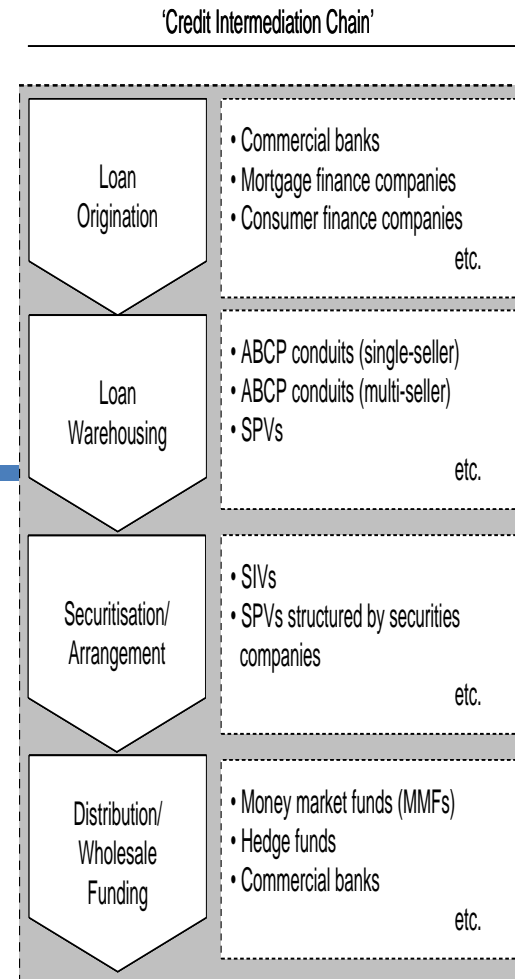 ‘Credit Intermediation Chain’
Loan
Origination
• Commercial banks
• Mortgage finance companies
• Consumer finance companies
etc.
Loan
Warehousing
• ABCP conduits (single-seller)
• ABCP conduits (multi-seller)
• SPVs
etc.
Securitisation/
Arrangement
• SIVs
• SPVs structured by securities
companies
etc.
Distribution/
Wholesale
Funding
• Money market funds (MMFs)
• Hedge funds
• Commercial banks
etc.